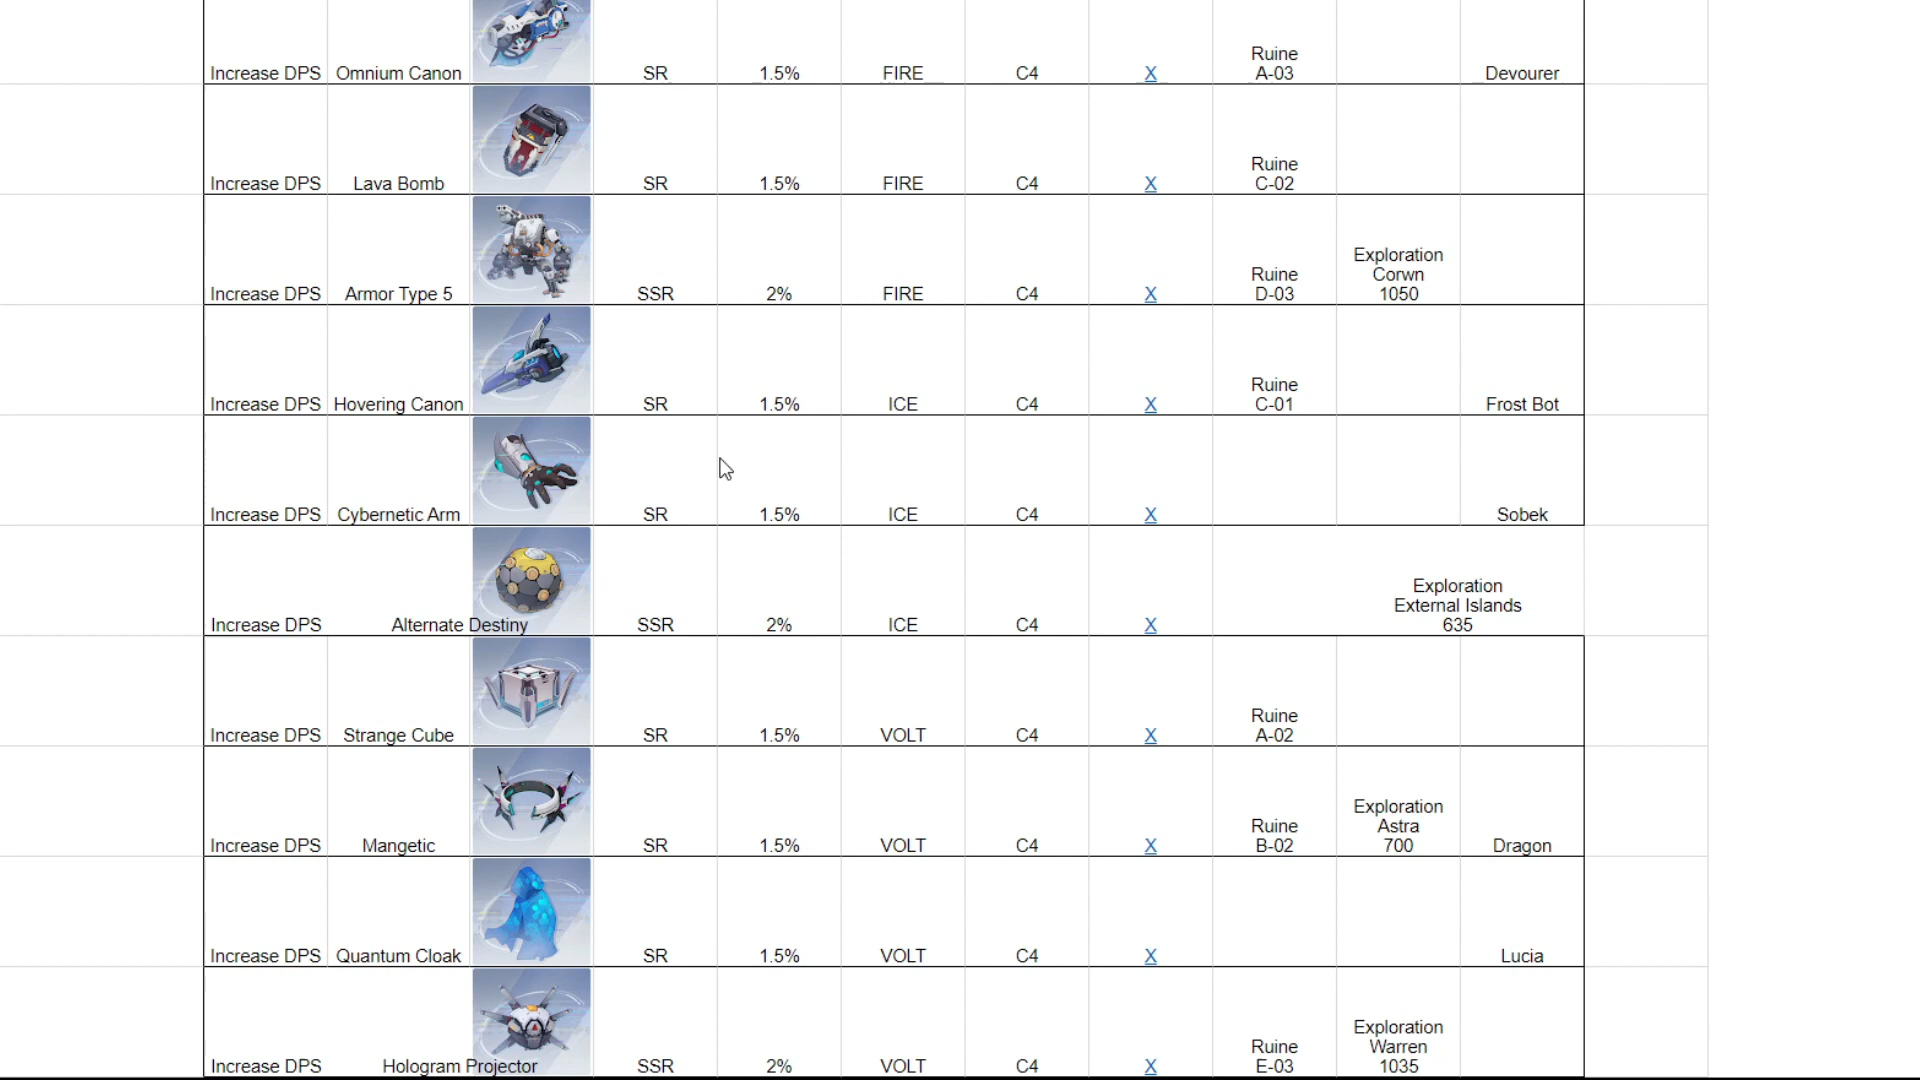 Increase DPS Omnium Canon SR 1.5% FIRE C4 X Ruine A-03 Devourer
Increase DPS Lava Bomb SR 1.5% FIRE C4 X Ruine C-02
Increase DPS Armor Type 5 SSR 2% FIRE C4 X Ruine D-03 Exploration Corwn 1050
Increase DPS Hovering Canon SR 1.5% ICE C4 X Ruine C-01 Frost Bot
Increase DPS Cybernetic Arm SR 1.5% ICE C4 X Sobek
Increase DPS Alternate Destiny SSR 2% ICE C4 X Exploration External Islands 635
Increase DPS Strange Cube SR 1.5% VOLT C4 X Ruine A-02
Increase DPS Mangetic SR 1.5% VOLT C4 X Ruine B-02 Exploration Astra 700 Dragon
Increase DPS Quantum Cloak SR 1.5% VOLT C4 X Lucia
Increase DPS Hologram Projector SSR 2% VOLT C4 X Ruine E-03 Exploration Warren 1035